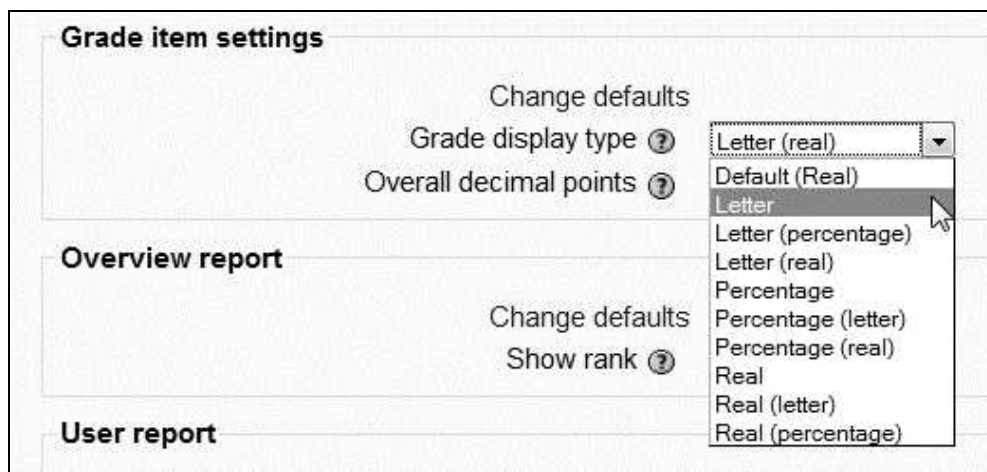 Grade item settings
Change defaults
Grade display type ? Letter (real)
Overall decimal points ?
Default (Real)
Letter
Letter (percentage)
Letter (real)
Percentage
Percentage (letter)
Percentage (real)
Real
Real (letter)
Real (percentage)
Overview report
Change defaults
Show rank ?
User report